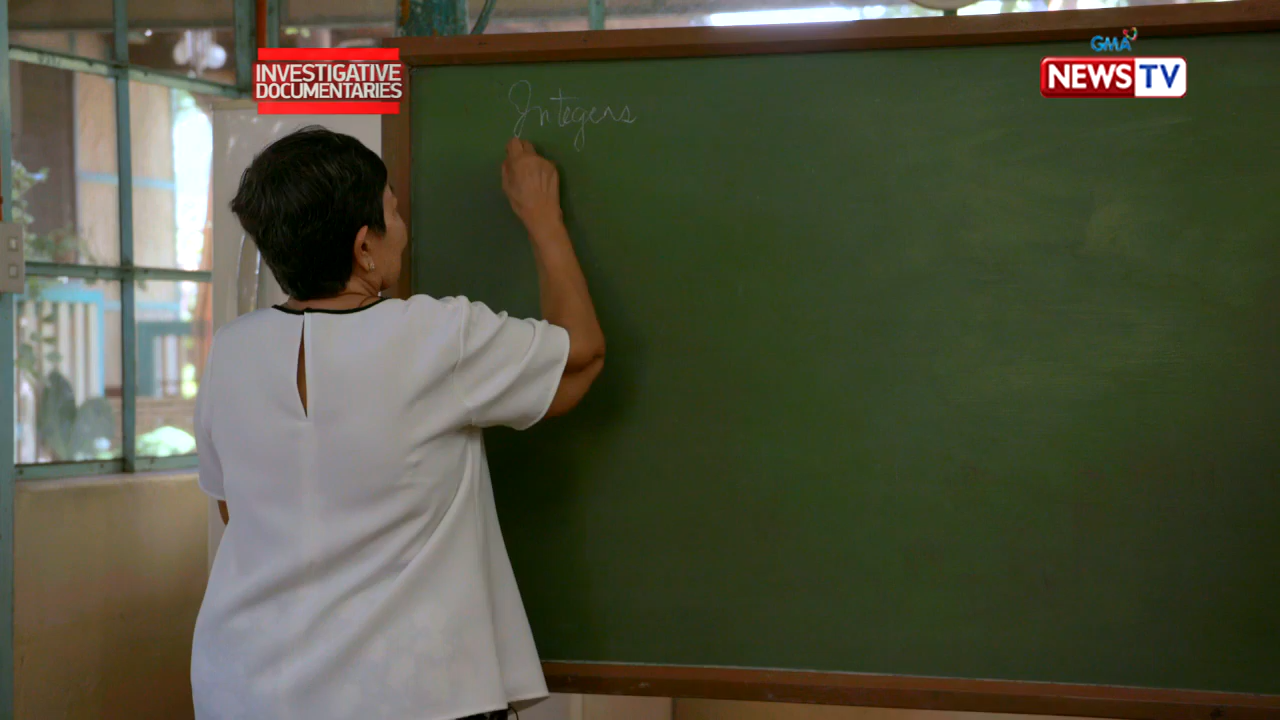 INVESTIGATIVE
DOCUMENTARIES
GMA
NEWS TV
Integers